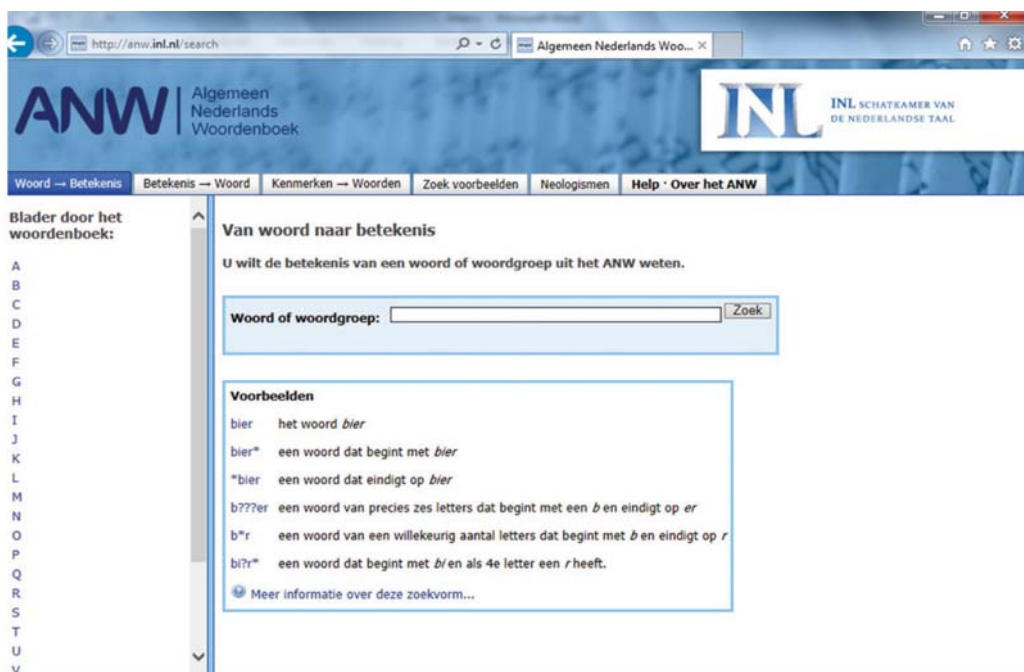 http://anw.inl.nl/search
Algemeen Nederlands Woo...
ANW
Algemeen
Nederlands
Woordenboek
INL
INL SCHATKAMER VAN
DE NEDERLANDSE TAAL
Woord → Betekenis
Betekenis → Woord
Kenmerken → Woorden
Zoek voorbeelden
Neologismen
Help · Over het ANW
Blader door het
woordenboek:
A
B
C
D
E
F
G
H
I
J
K
L
M
N
O
P
Q
R
S
T
U
V
Van woord naar betekenis
U wilt de betekenis van een woord of woordgroep uit het ANW weten.
Woord of woordgroep:
Zoek
Voorbeelden
bier het woord bier
bier* een woord dat begint met bier
*bier een woord dat eindigt op bier
b???er een woord van precies zes letters dat begint met een b en eindigt op er
b*r een woord van een willekeurig aantal letters dat begint met b en eindigt op r
bi?r* een woord dat begint met bi en als 4e letter een r heeft.
Meer informatie over deze zoekvorm...